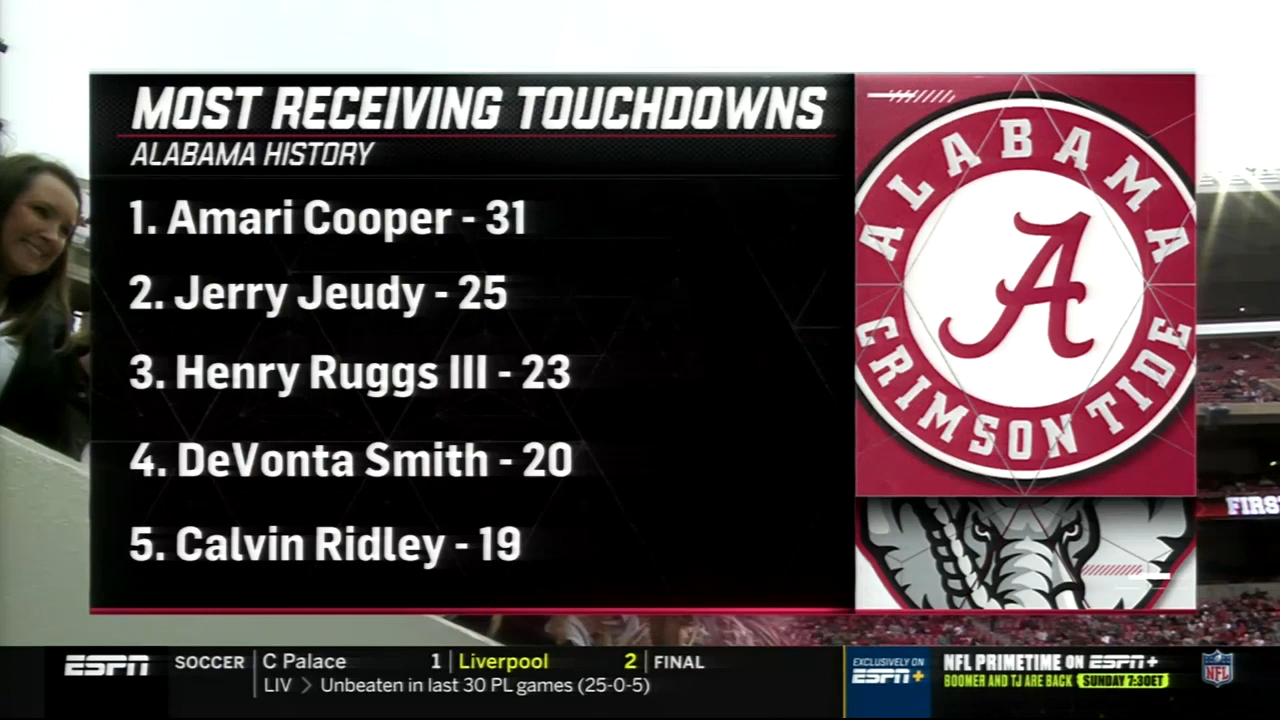 MOST RECEIVING TOUCHDOWNS
ALABAMA HISTORY
1. Amari Cooper - 31
2. Jerry Jeudy - 25
3. Henry Ruggs III - 23
4. DeVonta Smith - 20
5. Calvin Ridley - 19
ALABAMA
A
CRIMSON TIDE
FIRS
ESPN
SOCCER
C Palace 1 Liverpool 2 FINAL
LIV > Unbeaten in last 30 PL games (25-0-5)
EXCLUSIVELY ON
ESPN+
NFL PRIMETIME ON ESPN+
BOOMER AND TJ ARE BACK SUNDAY 7:30ET
NFL